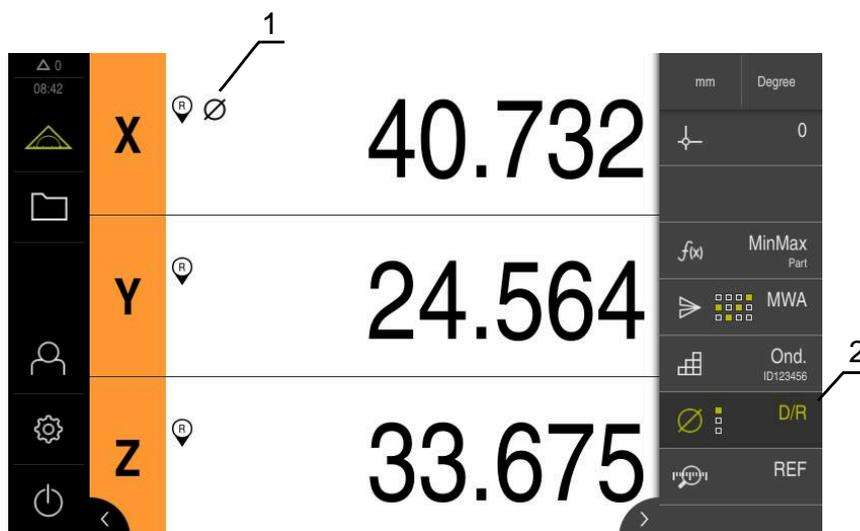 1
0
08:42
mm
Degree
X
R
40.732
0
Y
R
24.564
f(x)
MinMax
Part
MWA
Ond.
ID123456
2
Z
R
33.675
D/R
REF